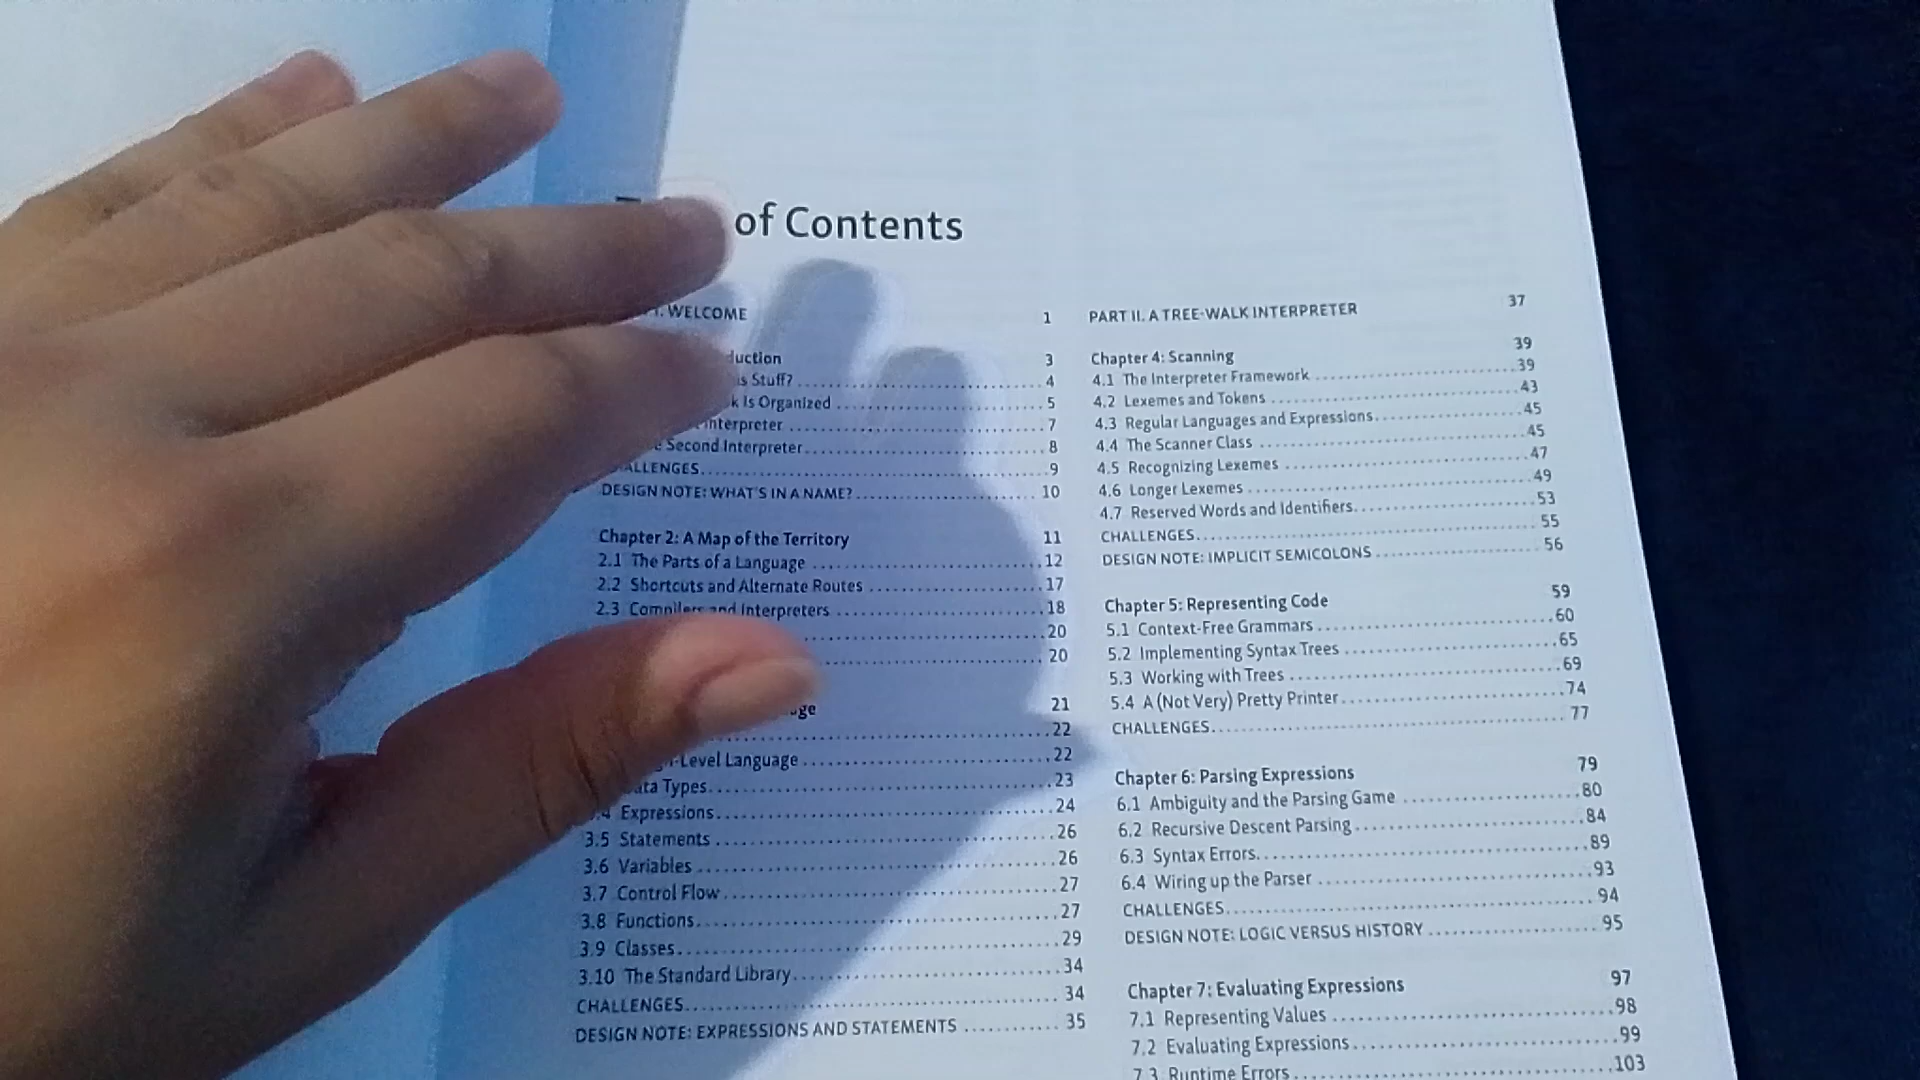 of Contents
WELCOME 1
3
Stuff? 4
Is Organized 5
Interpreter 7
Second Interpreter 8
9
DESIGN NOTE: WHAT'S IN A NAME? 10
Chapter 2: A Map of the Territory 11
2.1 The Parts of a Language 12
2.2 Shortcuts and Alternate Routes 17
2.3 Compilers and Interpreters 18
20
20
21
22
Language 22
Types 23
Expressions 24
3.5 Statements 26
3.6 Variables 26
3.7 Control Flow 27
3.8 Functions 27
3.9 Classes 29
3.10 The Standard Library 34
CHALLENGES 34
DESIGN NOTE: EXPRESSIONS AND STATEMENTS 35
PART II. A TREE-WALK INTERPRETER 37
Chapter 4: Scanning 39
4.1 The Interpreter Framework 39
4.2 Lexemes and Tokens 43
4.3 Regular Languages and Expressions 45
4.4 The Scanner Class 45
4.5 Recognizing Lexemes 47
4.6 Longer Lexemes 49
4.7 Reserved Words and Identifiers 53
CHALLENGES 55
DESIGN NOTE: IMPLICIT SEMICOLONS 56
Chapter 5: Representing Code 59
5.1 Context-Free Grammars 60
5.2 Implementing Syntax Trees 65
5.3 Working with Trees 69
5.4 A (Not Very) Pretty Printer 74
CHALLENGES 77
Chapter 6: Parsing Expressions 79
6.1 Ambiguity and the Parsing Game 80
6.2 Recursive Descent Parsing 84
6.3 Syntax Errors 89
6.4 Wiring up the Parser 93
CHALLENGES 94
DESIGN NOTE: LOGIC VERSUS HISTORY 95
Chapter 7: Evaluating Expressions 97
7.1 Representing Values 98
7.2 Evaluating Expressions 99
7.3 Runtime Errors 103